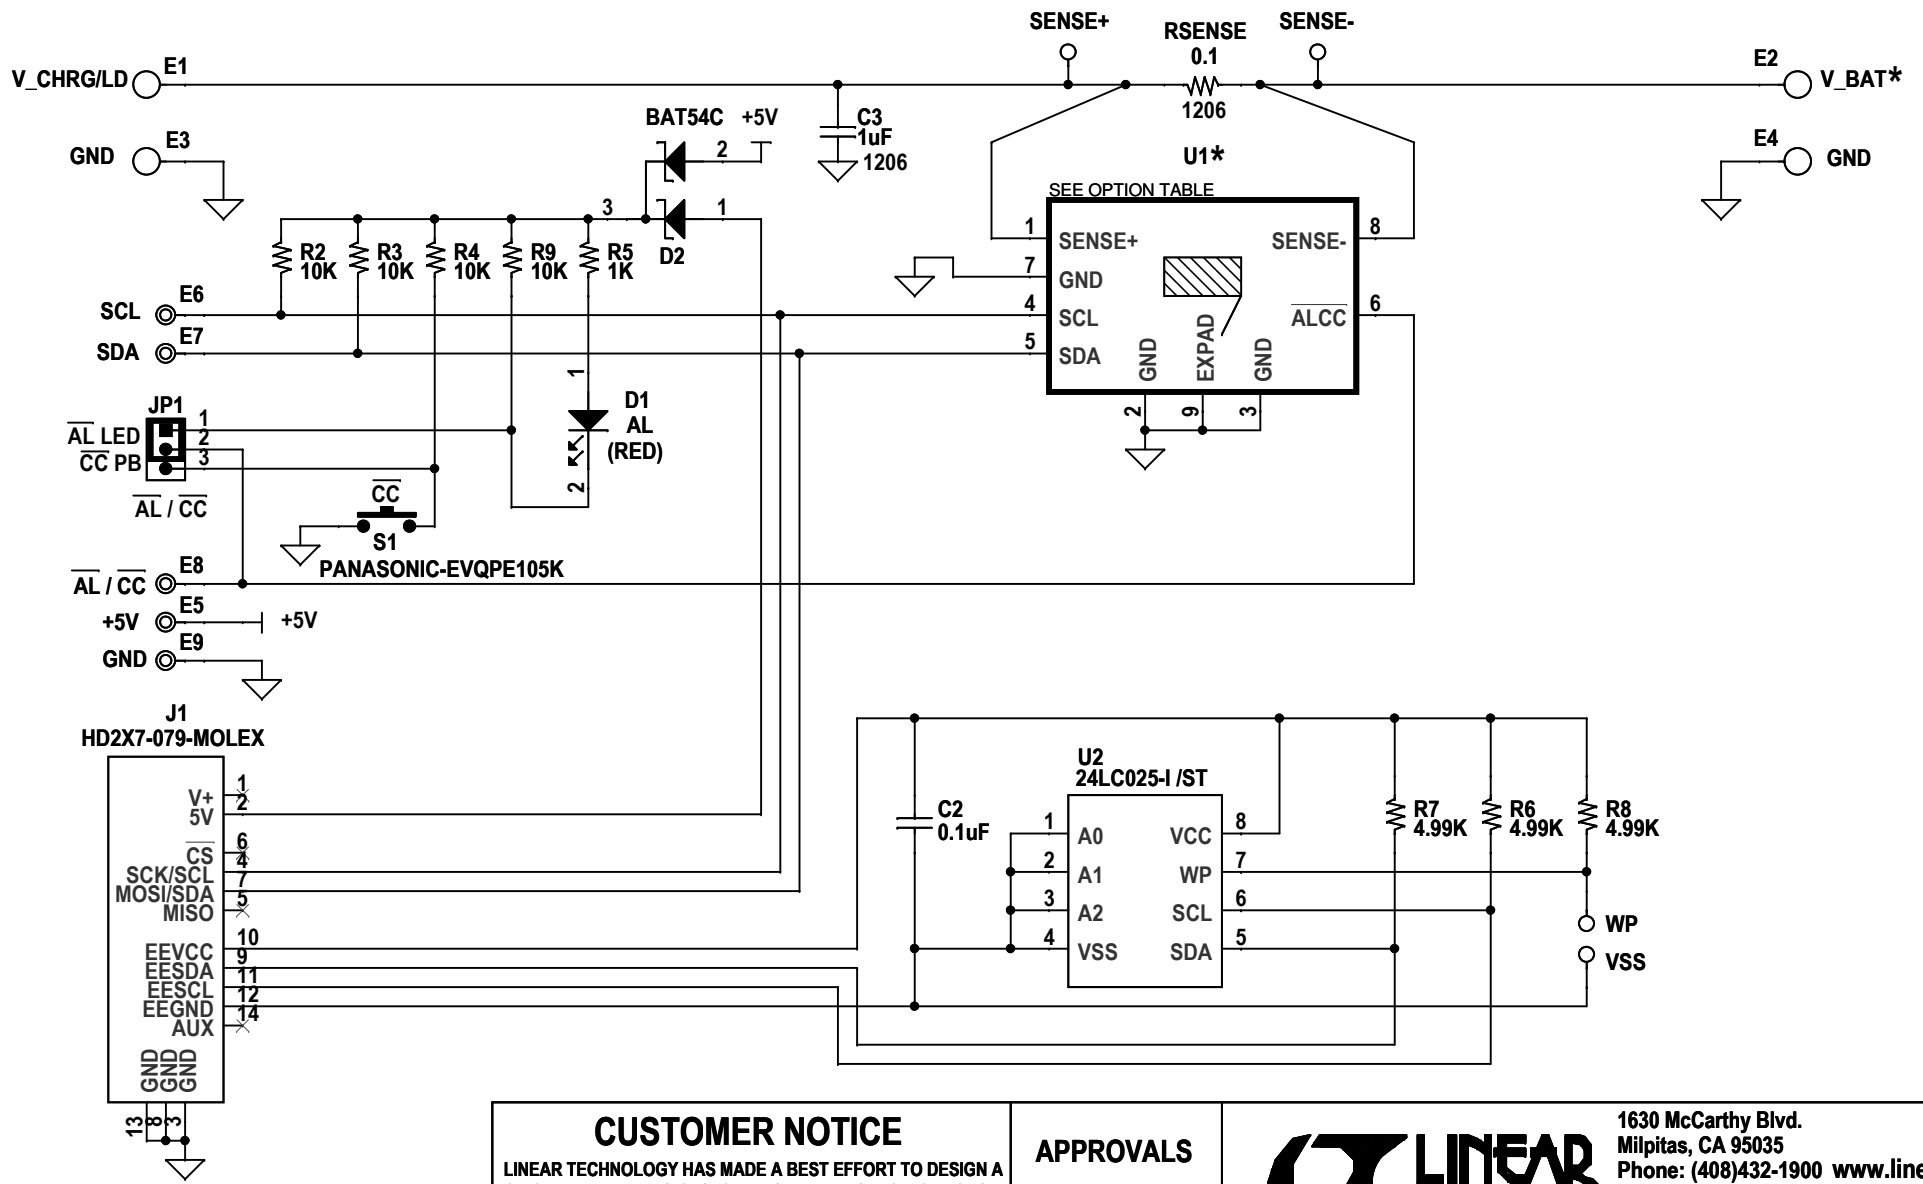 SENSE+
RSENSE
0.1
1206
SENSE-
V_CHRG/LD
E1
E2
V_BAT*
GND
E3
E4
GND
BAT54C
+5V
2
C3
1uF
1206
U1*
SEE OPTION TABLE
3
1
D2
R2
10K
R3
10K
R4
10K
R9
10K
R5
1K
1
SENSE+
SENSE-
8
7
GND
4
SCL
ALCC
6
5
SDA
GND
EXPAD
GND
2
9
3
SCL
E6
SDA
E7
JP1
AL LED
CC PB
1
2
3
AL / CC
1
D1
AL
(RED)
2
CC
S1
PANASONIC-EVQPE105K
AL / CC
E8
+5V
E5
+5V
GND
E9
J1
HD2X7-079-MOLEX
V+
1
5V
2
CS
6
SCK/SCL
4
MOSI/SDA
7
MISO
5
EEVCC
10
EESDA
9
EESCL
11
EEGND
12
AUX
14
GND
GND
GND
13
8
3
U2
24LC025-I /ST
C2
0.1uF
1
A0
VCC
8
2
A1
WP
7
3
A2
SCL
6
4
VSS
SDA
5
R7
4.99K
R6
4.99K
R8
4.99K
WP
VSS
CUSTOMER NOTICE
LINEAR TECHNOLOGY HAS MADE A BEST EFFORT TO DESIGN A
APPROVALS
LINEAR
1630 McCarthy Blvd.
Milpitas, CA 95035
Phone: (408)432-1900 www.line